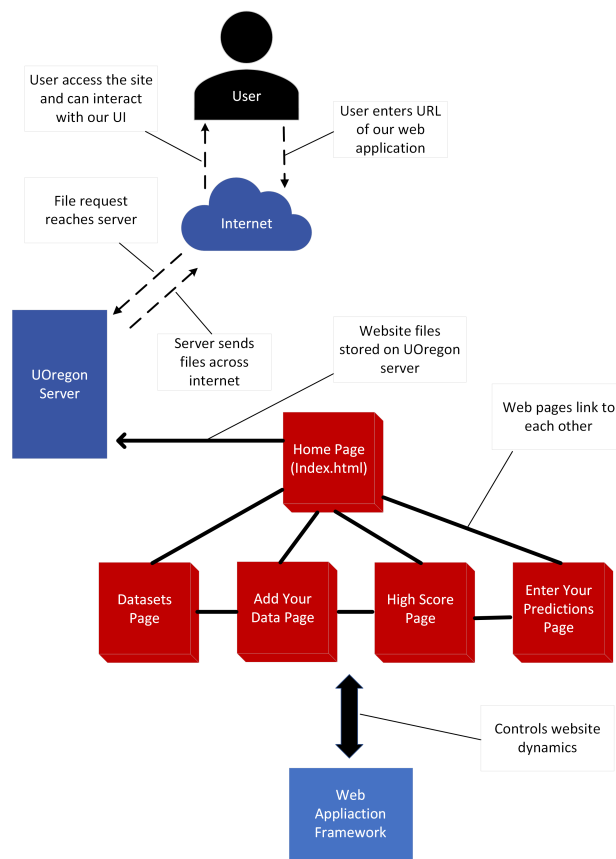 User access the site
and can interact
with our UI
User
User enters URL
of our web
application
File request
reaches server
Internet
Server sends
files across
internet
Website files
stored on UOregon
server
UOregon
Server
Web pages link to
each other
Home Page
(Index.html)
Datasets
Page
Add Your
Data Page
High Score
Page
Enter Your
Predictions
Page
Controls website
dynamics
Web
Appliaction
Framework